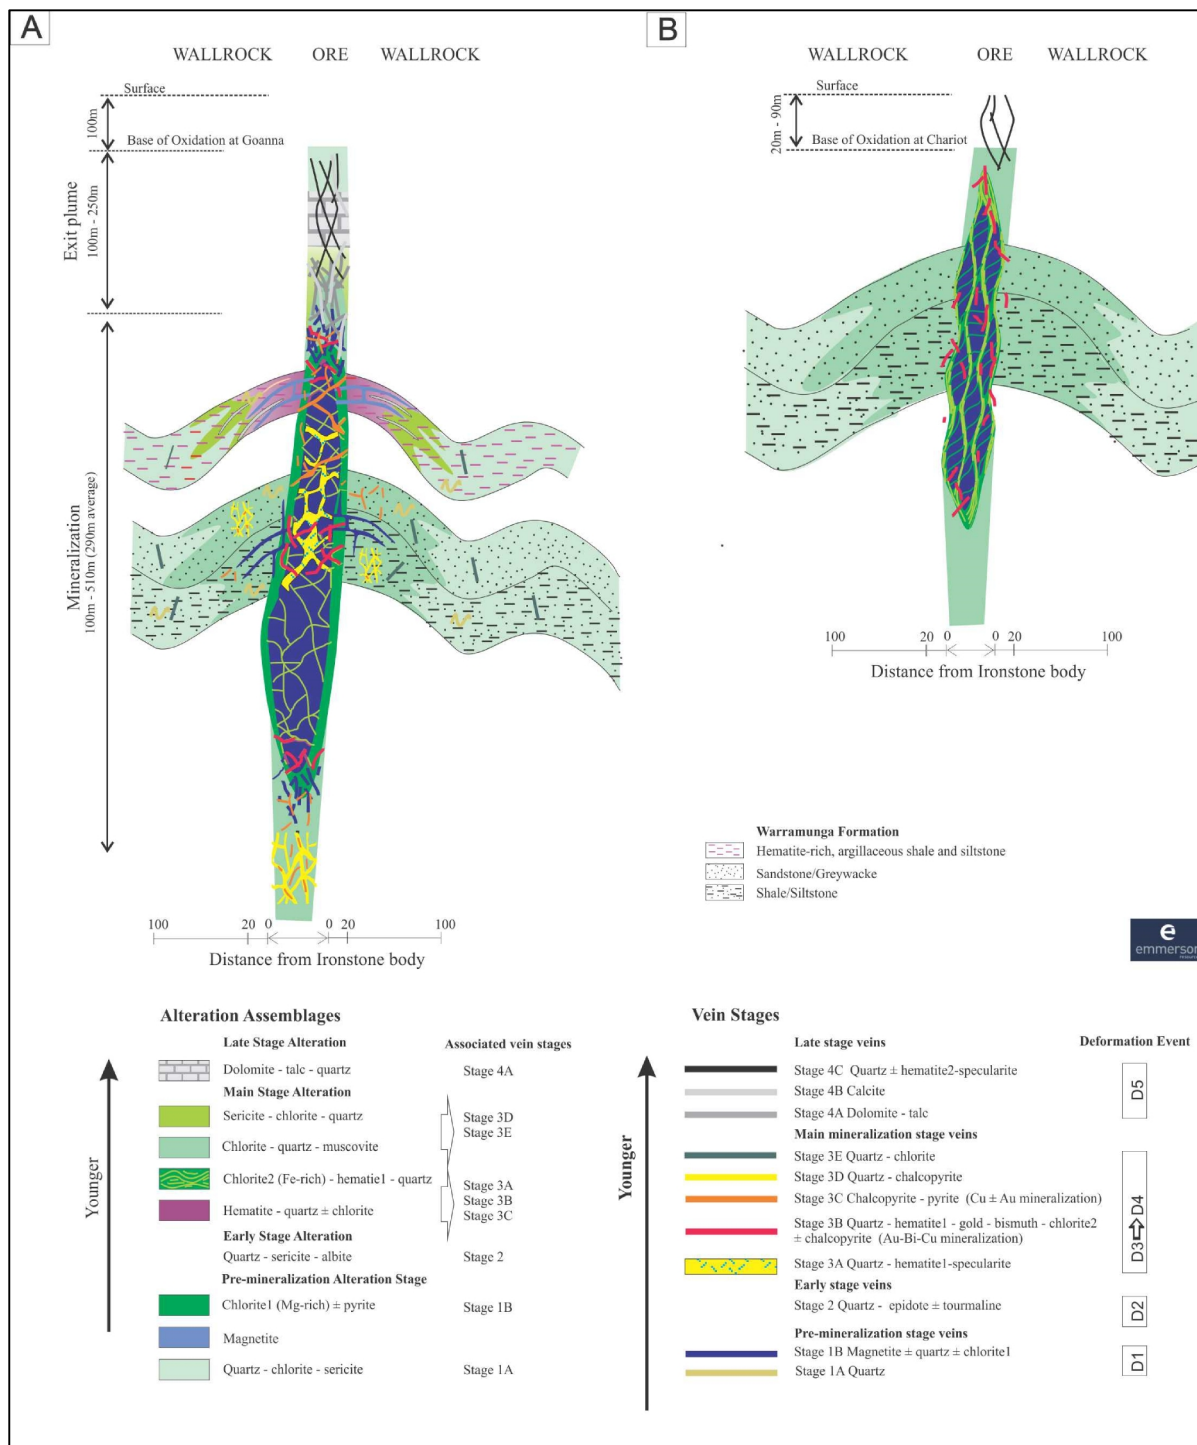 A
WALLROCK ORE WALLROCK
Surface
100m
Base of Oxidation at Goanna
Exit plume
100m - 250m
Mineralization
100m - 510m (290m average)
100 20 0 0 20 100
Distance from Ironstone body
B
WALLROCK ORE WALLROCK
Surface
20m - 90m
Base of Oxidation at Chariot
100 20 0 0 20 100
Distance from Ironstone body
Warramunga Formation
Hematite-rich, argillaceous shale and siltstone
Sandstone/Greywacke
Shale/Siltstone
e
emmerson
Alteration Assemblages
Late Stage Alteration Associated vein stages
Dolomite - talc - quartz Stage 4A
Main Stage Alteration
Sericite - chlorite - quartz Stage 3D
Stage 3E
Chlorite - quartz - muscovite
Chlorite2 (Fe-rich) - hematie1 - quartz Stage 3A
Stage 3B
Hematite - quartz ± chlorite Stage 3C
Early Stage Alteration
Quartz - sericite - albite Stage 2
Pre-mineralization Alteration Stage
Chlorite1 (Mg-rich) ± pyrite Stage 1B
Magnetite
Quartz - chlorite - sericite Stage 1A
Younger
Vein Stages
Late stage veins Deformation Event
Stage 4C Quartz ± hematite2-specularite
Stage 4B Calcite
Stage 4A Dolomite - talc
D5
Main mineralization stage veins
Stage 3E Quartz - chlorite
Stage 3D Quartz - chalcopyrite
Stage 3C Chalcopyrite - pyrite (Cu ± Au mineralization)
Stage 3B Quartz - hematite1 - gold - bismuth - chlorite2
± chalcopyrite (Au-Bi-Cu mineralization)
Stage 3A Quartz - hematite1-specularite
D3 D4
Early stage veins
Stage 2 Quartz - epidote ± tourmaline
D2
Pre-mineralization stage veins
Stage 1B Magnetite ± quartz ± chlorite1
Stage 1A Quartz
D1
Younger